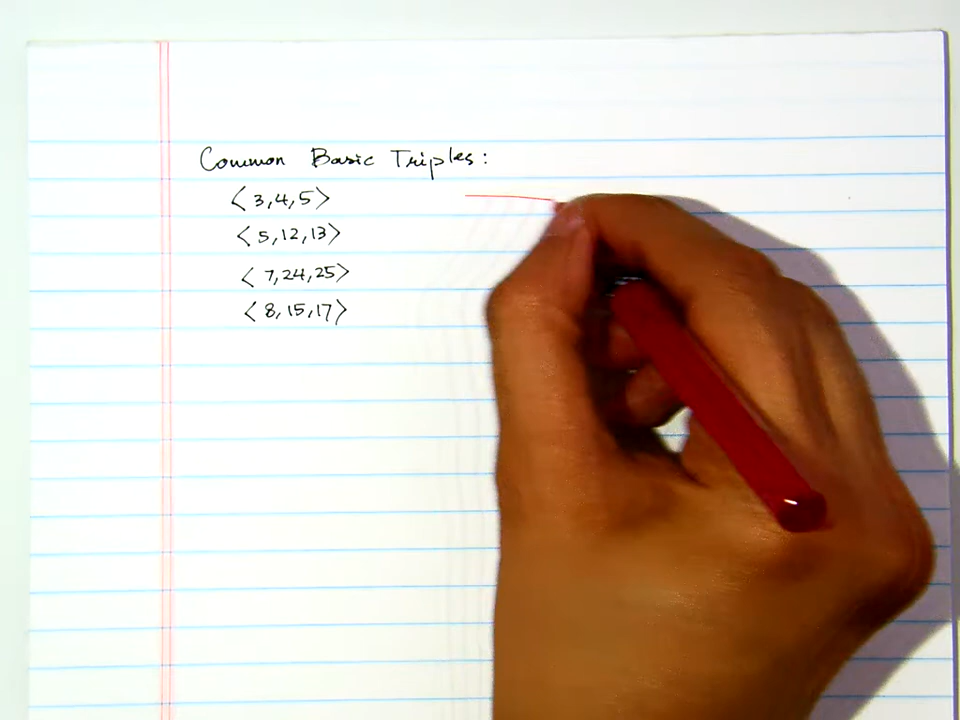 Common Basic Triples:
<3,4,5>
<5,12,13>
<7,24,25>
<8,15,17>